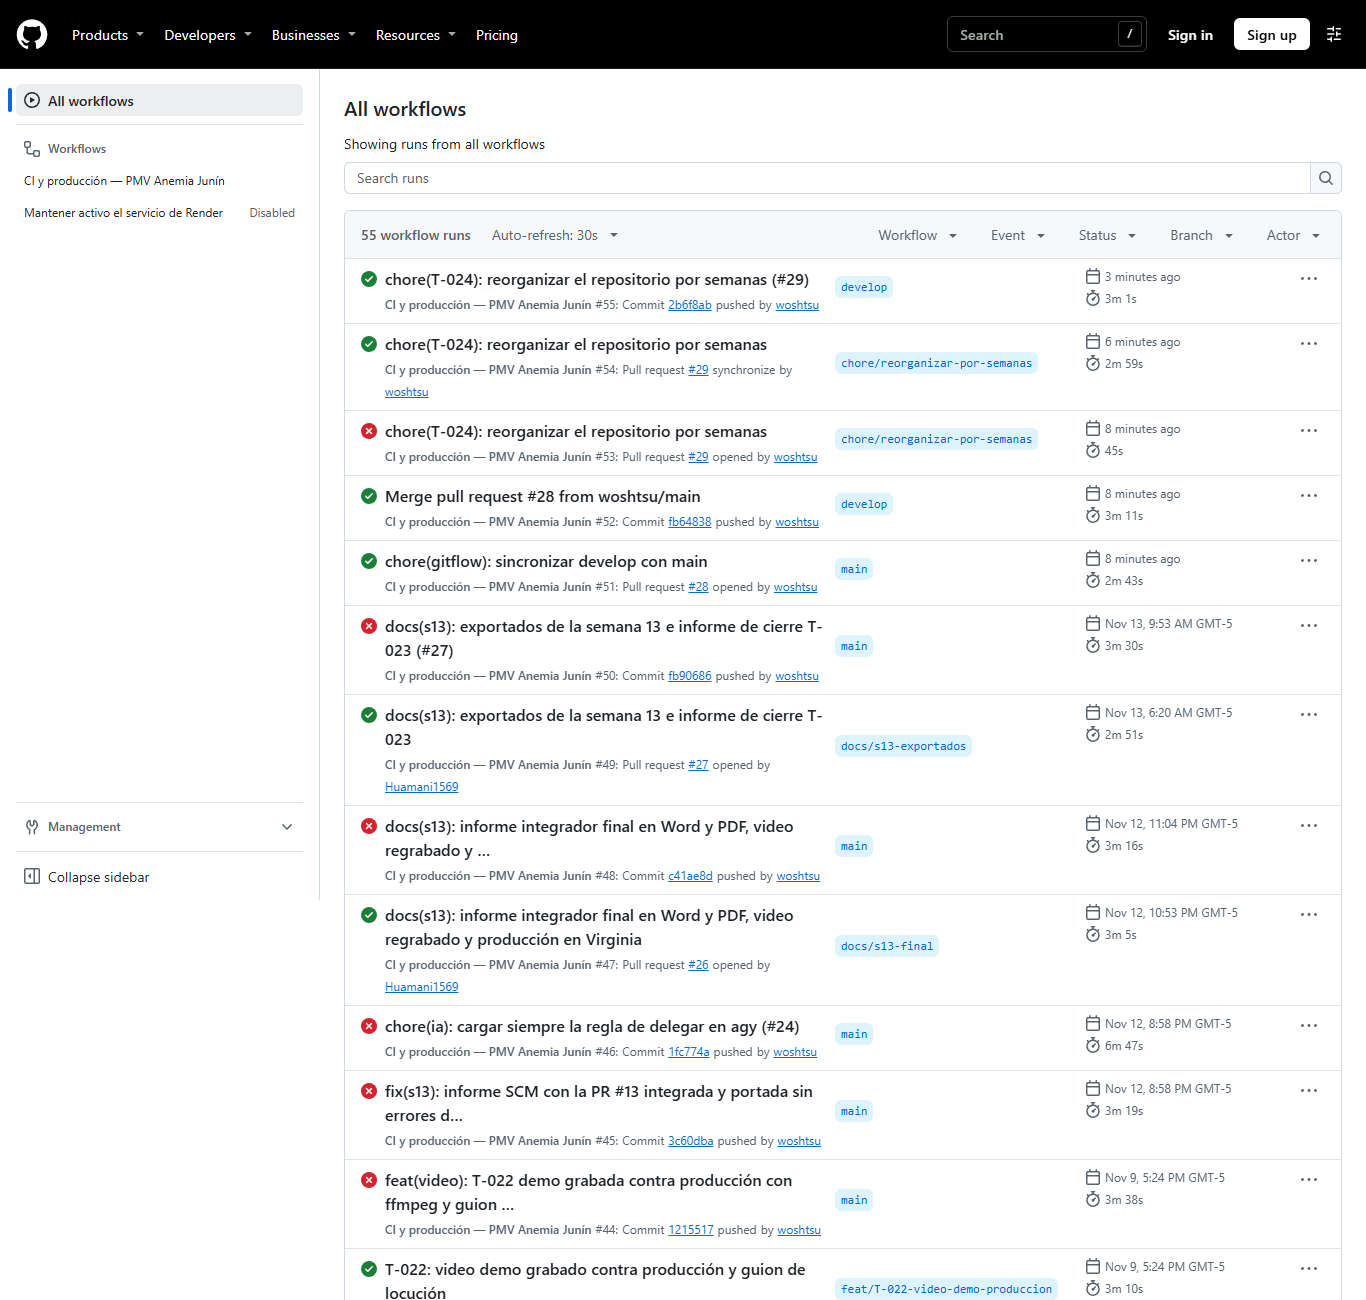 Products
Developers
Businesses
Resources
Pricing
Search
/
Sign in
Sign up
All workflows
Workflows
CI y producción — PMV Anemia Junín
Mantener activo el servicio de Render Disabled
Management
Collapse sidebar
All workflows
Showing runs from all workflows
Search runs
55 workflow runs Auto-refresh: 30s Workflow Event Status Branch Actor
chore(T-024): reorganizar el repositorio por semanas (#29)
CI y producción — PMV Anemia Junín #55: Commit 2b6f8ab pushed by woshtsu
develop
3 minutes ago
3m 1s
chore(T-024): reorganizar el repositorio por semanas
CI y producción — PMV Anemia Junín #54: Pull request #29 synchronize by
woshtsu
chore/reorganizar-por-semanas
6 minutes ago
2m 59s
chore(T-024): reorganizar el repositorio por semanas
CI y producción — PMV Anemia Junín #53: Pull request #29 opened by woshtsu
chore/reorganizar-por-semanas
8 minutes ago
45s
Merge pull request #28 from woshtsu/main
CI y producción — PMV Anemia Junín #52: Commit fb64838 pushed by woshtsu
develop
8 minutes ago
3m 11s
chore(gitflow): sincronizar develop con main
CI y producción — PMV Anemia Junín #51: Pull request #28 opened by woshtsu
main
8 minutes ago
2m 43s
docs(s13): exportados de la semana 13 e informe de cierre T-
023 (#27)
CI y producción — PMV Anemia Junín #50: Commit fb90686 pushed by woshtsu
main
Nov 13, 9:53 AM GMT-5
3m 30s
docs(s13): exportados de la semana 13 e informe de cierre T-
023
CI y producción — PMV Anemia Junín #49: Pull request #27 opened by
Huamani1569
docs/s13-exportados
Nov 13, 6:20 AM GMT-5
2m 51s
docs(s13): informe integrador final en Word y PDF, video
regrabado y ...
CI y producción — PMV Anemia Junín #48: Commit c41ae8d pushed by woshtsu
main
Nov 12, 11:04 PM GMT-5
3m 16s
docs(s13): informe integrador final en Word y PDF, video
regrabado y producción en Virginia
CI y producción — PMV Anemia Junín #47: Pull request #26 opened by
Huamani1569
docs/s13-final
Nov 12, 10:53 PM GMT-5
3m 5s
chore(ia): cargar siempre la regla de delegar en agy (#24)
CI y producción — PMV Anemia Junín #46: Commit 1fc774a pushed by woshtsu
main
Nov 12, 8:58 PM GMT-5
6m 47s
fix(s13): informe SCM con la PR #13 integrada y portada sin
errores d...
CI y producción — PMV Anemia Junín #45: Commit 3c60dba pushed by woshtsu
main
Nov 12, 8:58 PM GMT-5
3m 19s
feat(video): T-022 demo grabada contra producción con
ffmpeg y guion ...
CI y producción — PMV Anemia Junín #44: Commit 1215517 pushed by woshtsu
main
Nov 9, 5:24 PM GMT-5
3m 38s
T-022: video demo grabado contra producción y guion de
locución
feat/T-022-video-demo-produccion
Nov 9, 5:24 PM GMT-5
3m 10s